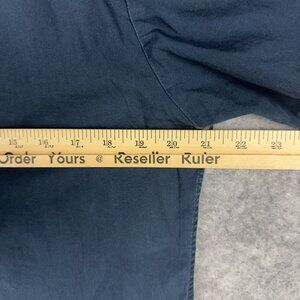 15 16 17 18 19 20 21 22 23
Order Yours @ Reseller Ruler